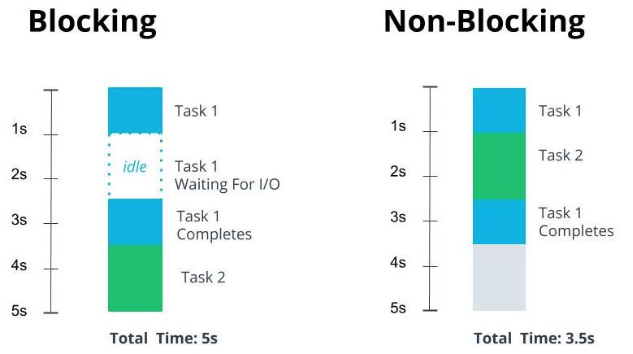 Blocking
1s
2s
3s
4s
5s
Task 1
idle
Task 1
Waiting For I/O
Task 1
Completes
Task 2
Total Time: 5s
Non-Blocking
1s
2s
3s
4s
5s
Task 1
Task 2
Task 1
Completes
Total Time: 3.5s